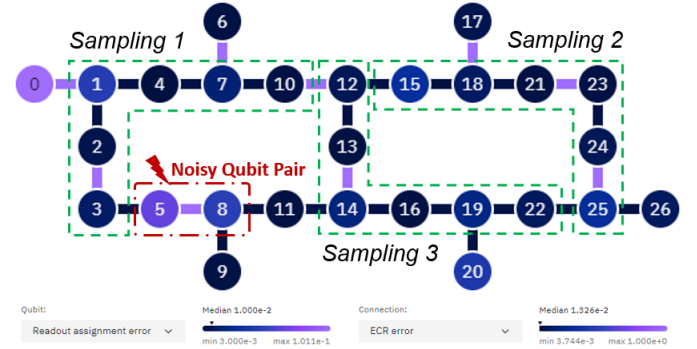 6
17
Sampling 1
Sampling 2
0
1
4
7
10
12
15
18
21
23
2
Noisy Qubit Pair
13
24
3
5
8
11
14
16
19
22
25
26
Sampling 3
9
20
Qubit:
Median 1.000e-2
Connection:
Median 1.326e-2
Readout assignment error
ECR error
min 3.000e-3
max 1.011e-1
min 3.744e-3
max 1.000e+0